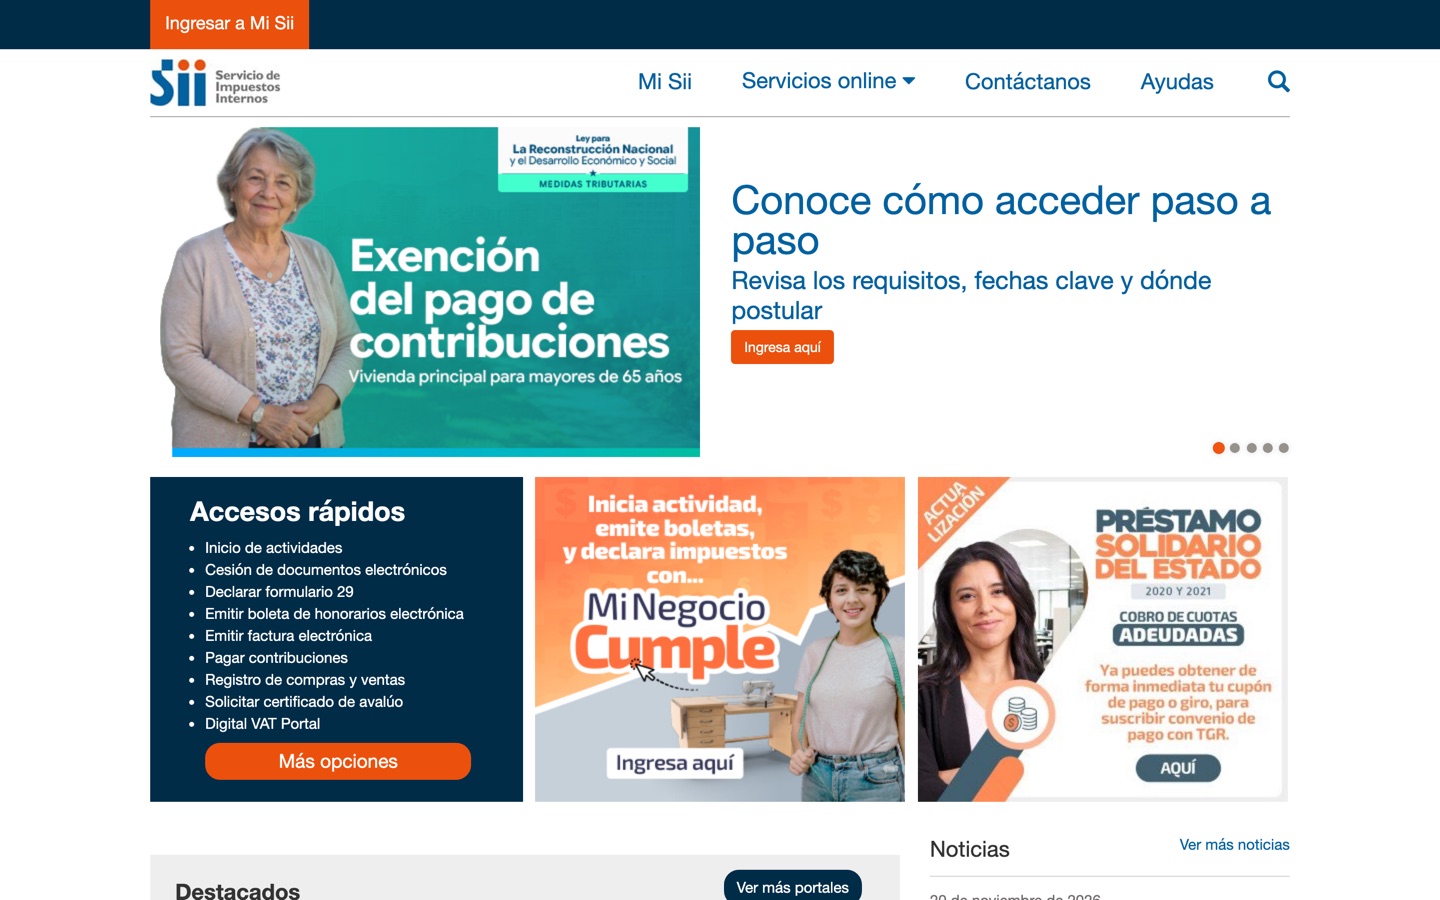 Ingresar a Mi Sii
Sii Servicio de
Impuestos
Internos
Mi Sii
Servicios online
Contáctanos
Ayudas
Ley para
La Reconstrucción Nacional
y el Desarrollo Económico y Social
MEDIDAS TRIBUTARIAS
Exención
del pago de
contribuciones
Vivienda principal para mayores de 65 años
Conoce cómo acceder paso a
paso
Revisa los requisitos, fechas clave y dónde
postular
Ingresa aquí
Accesos rápidos
Inicio de actividades
Cesión de documentos electrónicos
Declarar formulario 29
Emitir boleta de honorarios electrónica
Emitir factura electrónica
Pagar contribuciones
Registro de compras y ventas
Solicitar certificado de avalúo
Digital VAT Portal
Más opciones
Inicia actividad,
emite boletas,
y declara impuestos
con...
Mi Negocio
Cumple
Ingresa aquí
ACTUA
LIZACIÓN
PRÉSTAMO
SOLIDARIO
DEL ESTADO
2020 Y 2021
COBRO DE CUOTAS
ADEUDADAS
Ya puedes obtener de
forma inmediata tu cupón
de pago o giro, para
suscribir convenio de
pago con TGR.
AQUÍ
Destacados
Ver más portales
Noticias
Ver más noticias